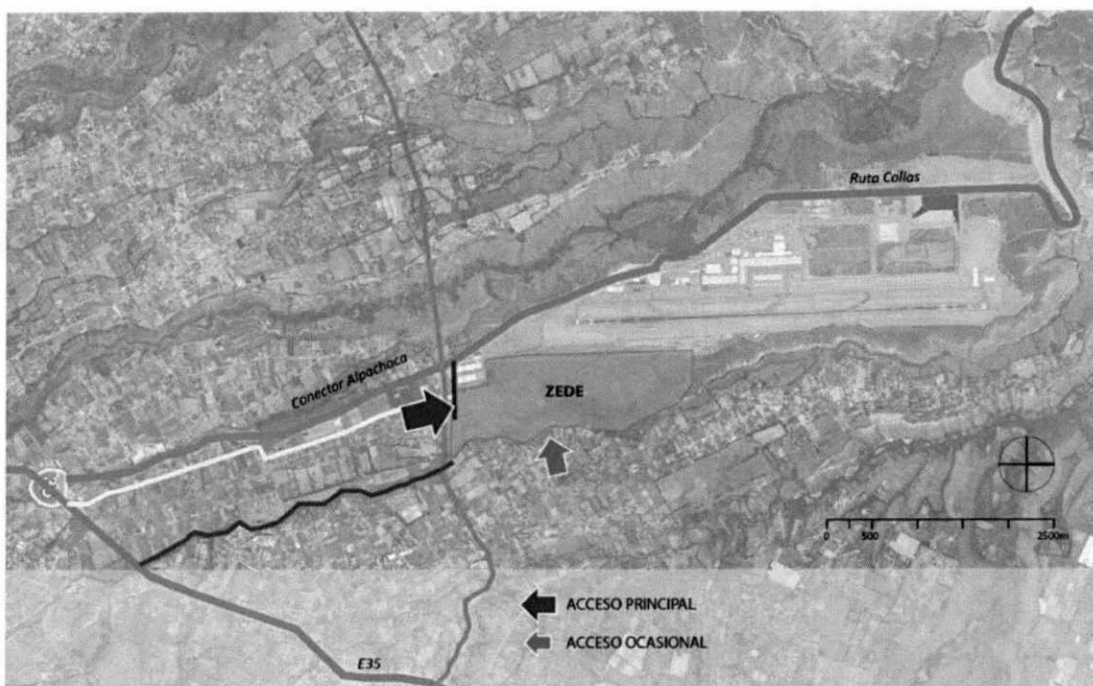 Ruta Collas
Conector Alpachaca
ZEDE
0 500 2500m
ACCESO PRINCIPAL
ACCESO OCASIONAL
E35